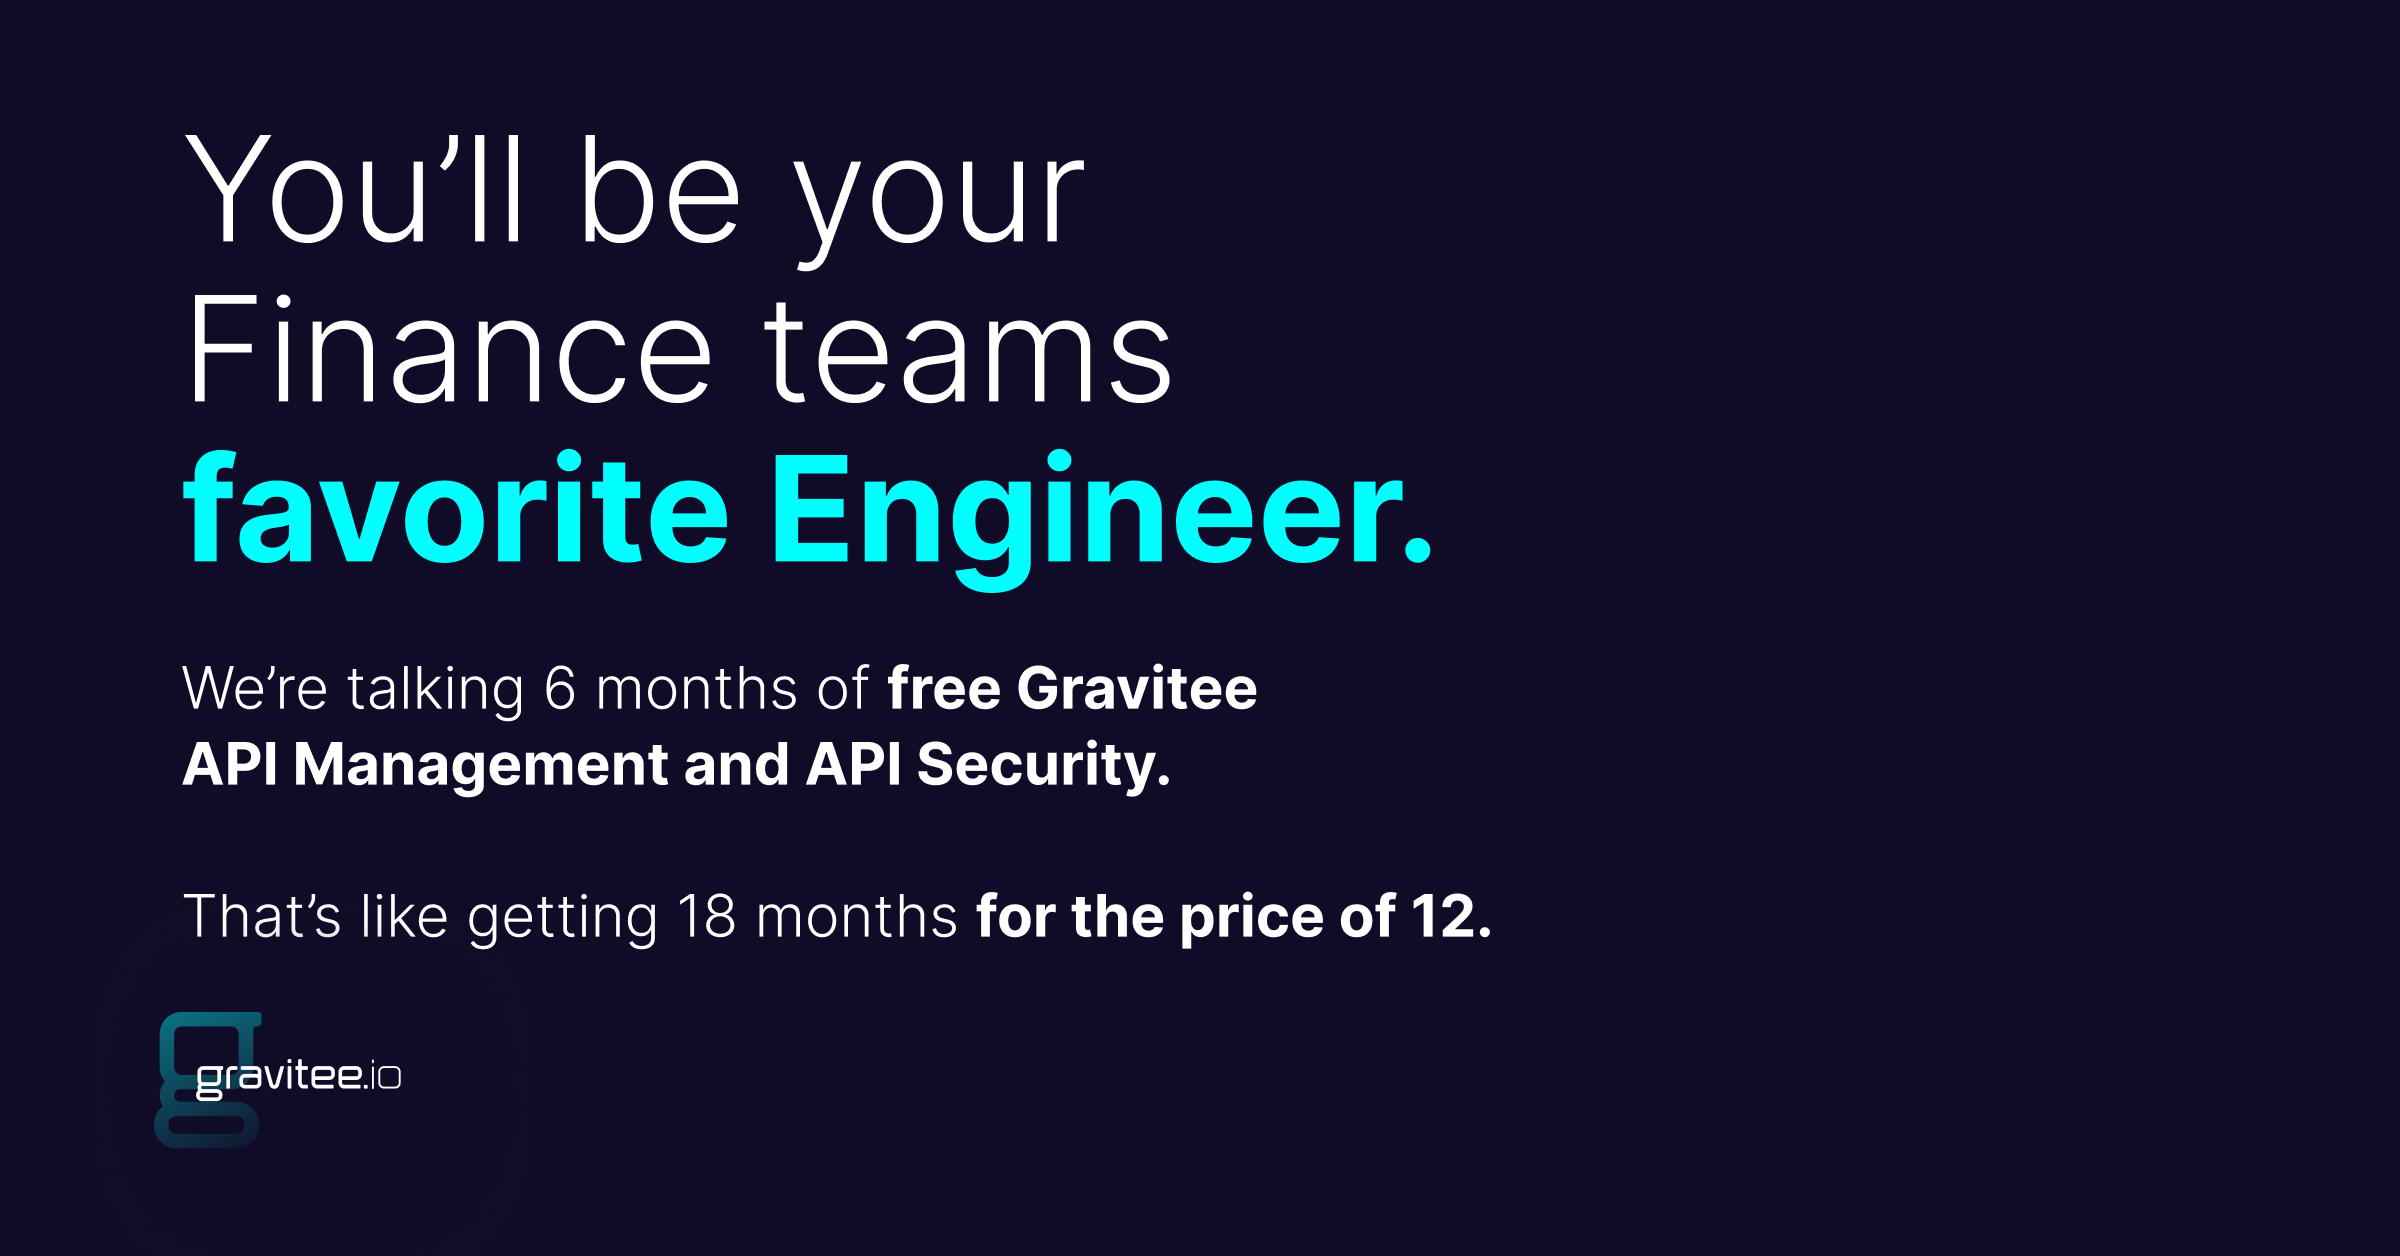 You’ll be your
Finance teams
favorite Engineer.
We’re talking 6 months of free Gravitee
API Management and API Security.
That’s like getting 18 months for the price of 12.
g
gravitee.io